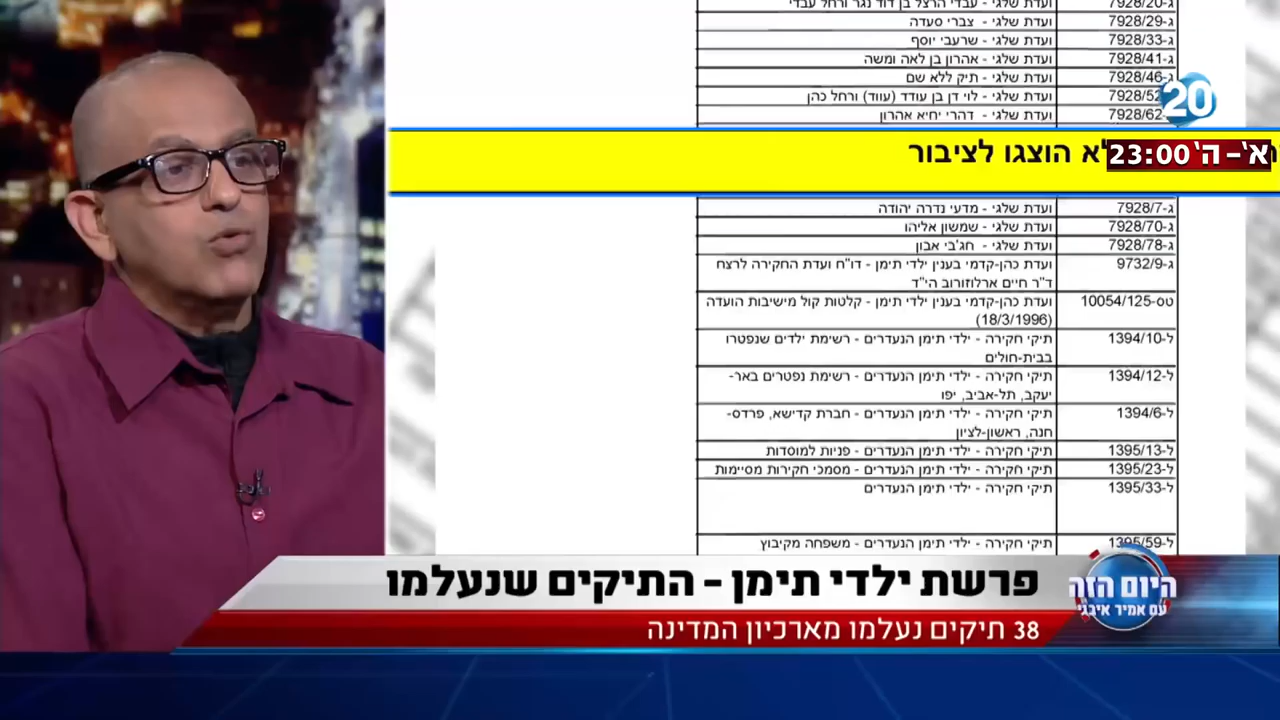 ג-7928/20 ועדת שלגי - עבדי הרצל בן דוד נגר ורחל עבדי
ג-7928/29 ועדת שלגי - צברי סעדה
ג-7928/33 ועדת שלגי - שרעבי יוסף
ג-7928/41 ועדת שלגי - אהרון בן לאה ומשה
ג-7928/46 ועדת שלגי - תיק ללא שם
ג-7928/52 ועדת שלגי - לוי דן בן עודד (עווד) ורחל כהן
ג-7928/62 ועדת שלגי - דהרי יחיא אהרון
20
לא הוצגו לציבור
א'-ה' 23:00
ג-7928/7 ועדת שלגי - מדעי נדרה יהודה
ג-7928/70 ועדת שלגי - שמשון אליהו
ג-7928/78 ועדת שלגי - חג'בי אבון
ג-9732/9 ועדת כהן-קדמי בענין ילדי תימן - דו"ח ועדת החקירה לרצח
ד"ר חיים ארלוזורוב הי"ד
טס-10054/125 ועדת כהן-קדמי בענין ילדי תימן - קלטות קול מישיבות הועדה
(18/3/1996)
ל-1394/10 תיקי חקירה - ילדי תימן הנעדרים - רשימת ילדים שנפטרו
בבית-חולים
ל-1394/12 תיקי חקירה - ילדי תימן הנעדרים - רשימת נפטרים באר-
יעקב, תל-אביב, יפו
ל-1394/6 תיקי חקירה - ילדי תימן הנעדרים - חברת קדישא, פרדס-
חנה, ראשון-לציון
ל-1395/13 תיקי חקירה - ילדי תימן הנעדרים - פניות למוסדות
ל-1395/23 תיקי חקירה - ילדי תימן הנעדרים - מסמכי חקירות מסיימות
ל-1395/33 תיקי חקירה - ילדי תימן הנעדרים
ל-1395/59 תיקי חקירה - ילדי תימן הנעדרים - משפחה מקיבוץ
היום הזה
עם אמיר איבגי
פרשת ילדי תימן - התיקים שנעלמו
38 תיקים נעלמו מארכיון המדינה